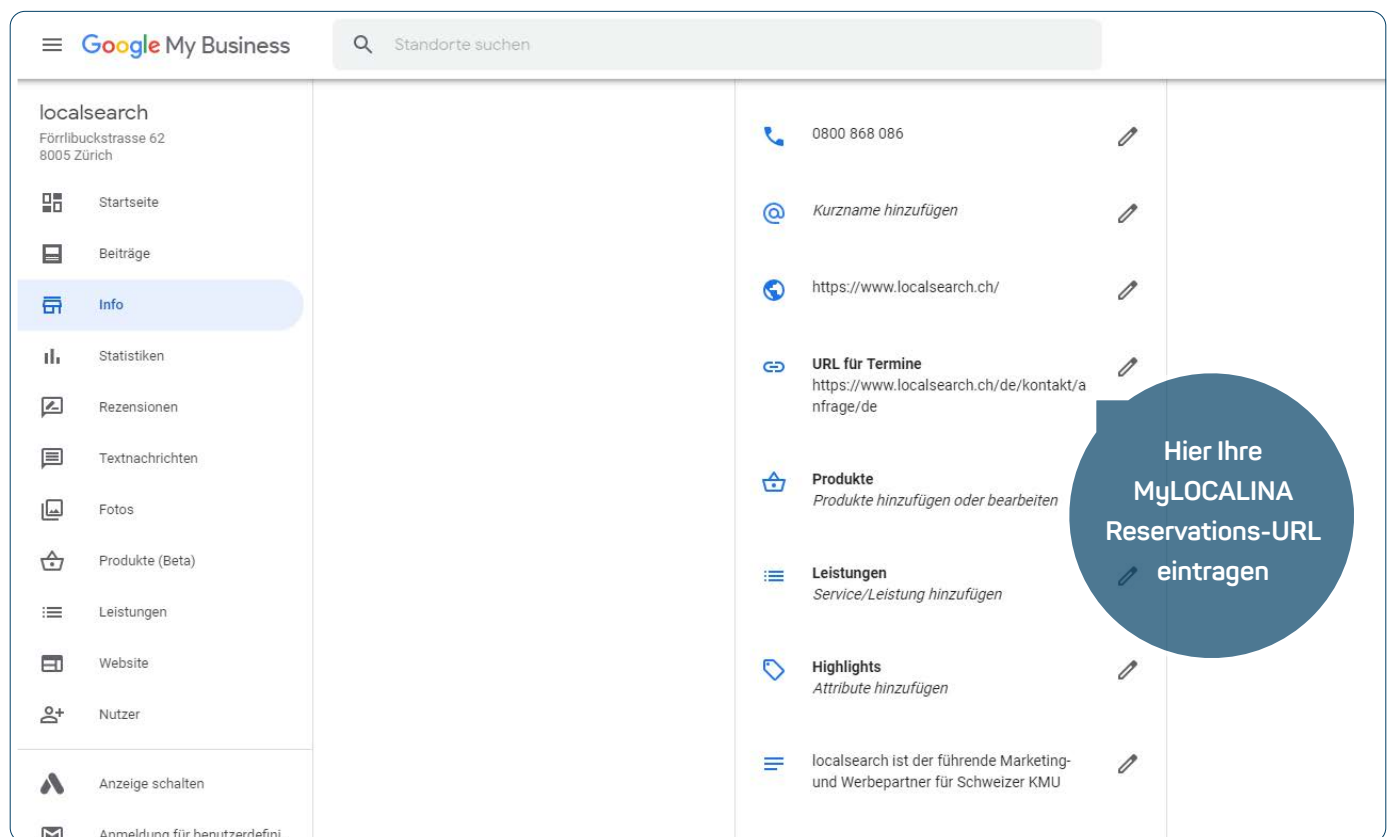 Google My Business
Standorte suchen
localsearch
Förrlibuckstrasse 62
8005 Zürich
Startseite
Beiträge
Info
Statistiken
Rezensionen
Textnachrichten
Fotos
Produkte (Beta)
Leistungen
Website
Nutzer
Anzeige schalten
Anmeldung für benutzerdefini
0800 868 086
Kurzname hinzufügen
https://www.localsearch.ch/
URL für Termine
https://www.localsearch.ch/de/kontakt/a
nfrage/de
Produkte
Produkte hinzufügen oder bearbeiten
Leistungen
Service/Leistung hinzufügen
Highlights
Attribute hinzufügen
localsearch ist der führende Marketing-
und Werbepartner für Schweizer KMU
Hier Ihre
MyLOCALINA
Reservations-URL
eintragen